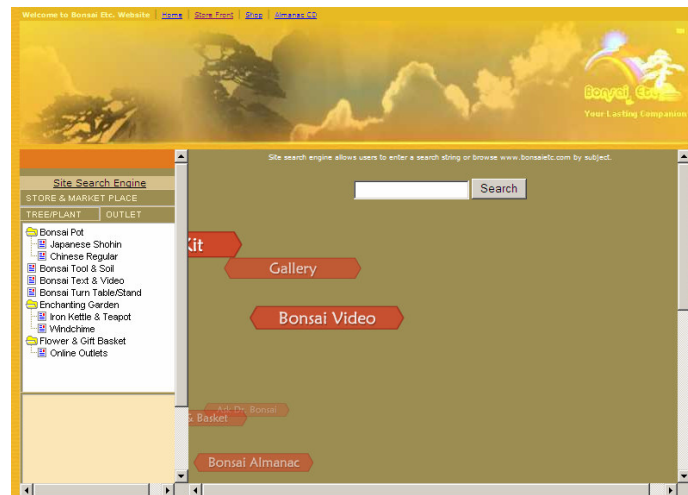 Welcome to Bonsai Etc. Website | Home | Store Front | Shop | Almanac CD
Bonsai, Etc.
Your Lasting Companion
Site Search Engine
STORE & MARKET PLACE
TREE/PLANT OUTLET
Bonsai Pot
Japanese Shohin
Chinese Regular
Bonsai Tool & Soil
Bonsai Text & Video
Bonsai Turn Table/Stand
Enchanting Garden
Iron Kettle & Teapot
Windchime
Flower & Gift Basket
Online Outlets
Site search engine allows users to enter a search string or browse www.bonsaietc.com by subject.
Search
Kit
Gallery
Bonsai Video
Ad: Dr. Bonsai
& Basket
Bonsai Almanac